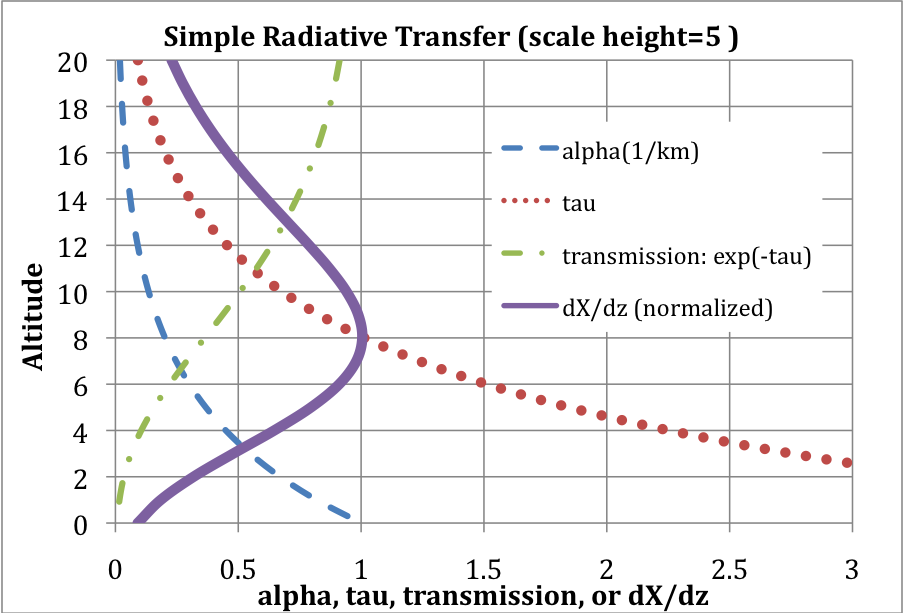 Simple Radiative Transfer (scale height=5 )
20
18
16
14
12
10
8
6
4
2
0
Altitude
alpha(1/km)
tau
transmission: exp(-tau)
dX/dz (normalized)
0 0.5 1 1.5 2 2.5 3
alpha, tau, transmission, or dX/dz